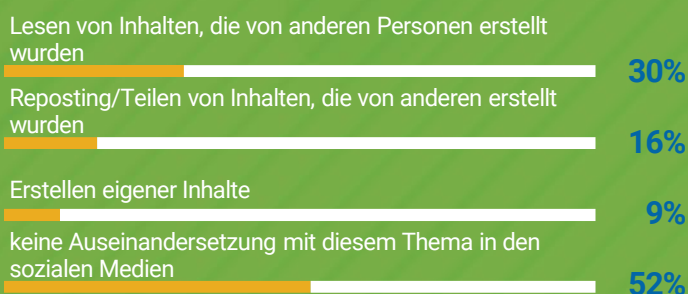 Lesen von Inhalten, die von anderen Personen erstellt
wurden
30%
Reposting/Teilen von Inhalten, die von anderen erstellt
wurden
16%
Erstellen eigener Inhalte
9%
keine Auseinandersetzung mit diesem Thema in den
sozialen Medien
52%